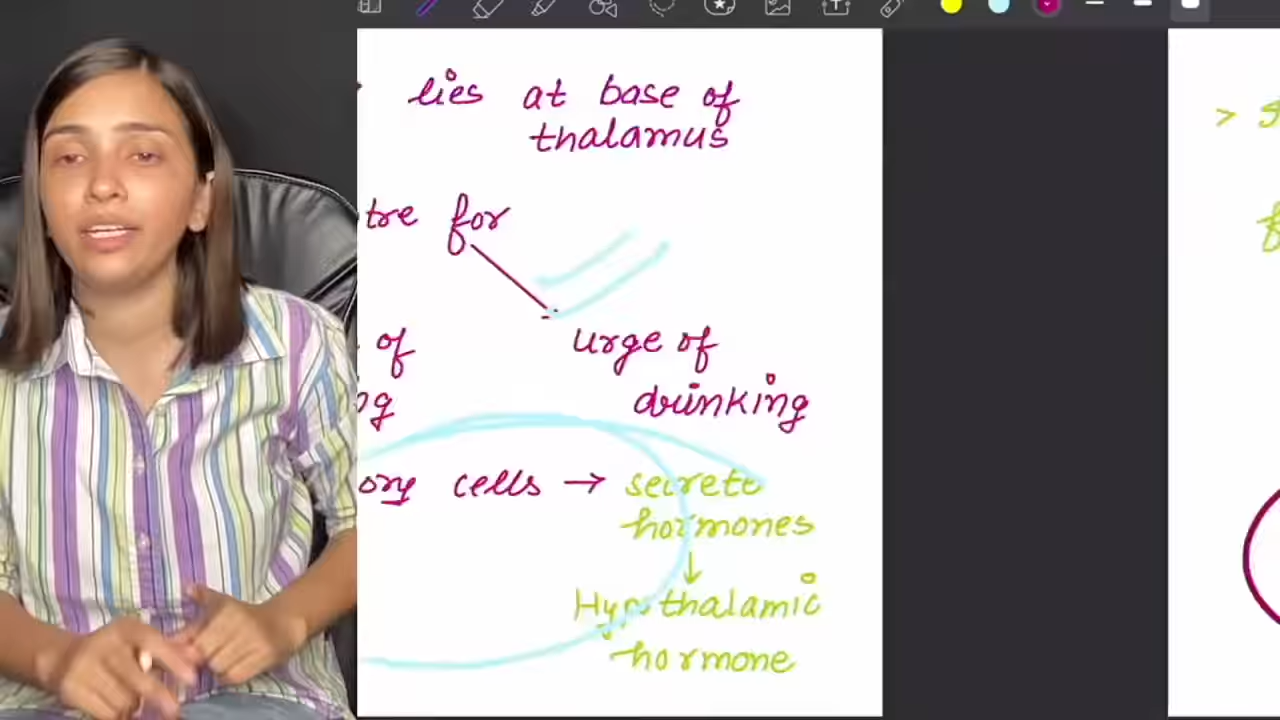 lies at base of
thalamus
tre for
of urge of
drinking
ory cells → secrete
hormones
↓
Hypothalamic
hormone
>